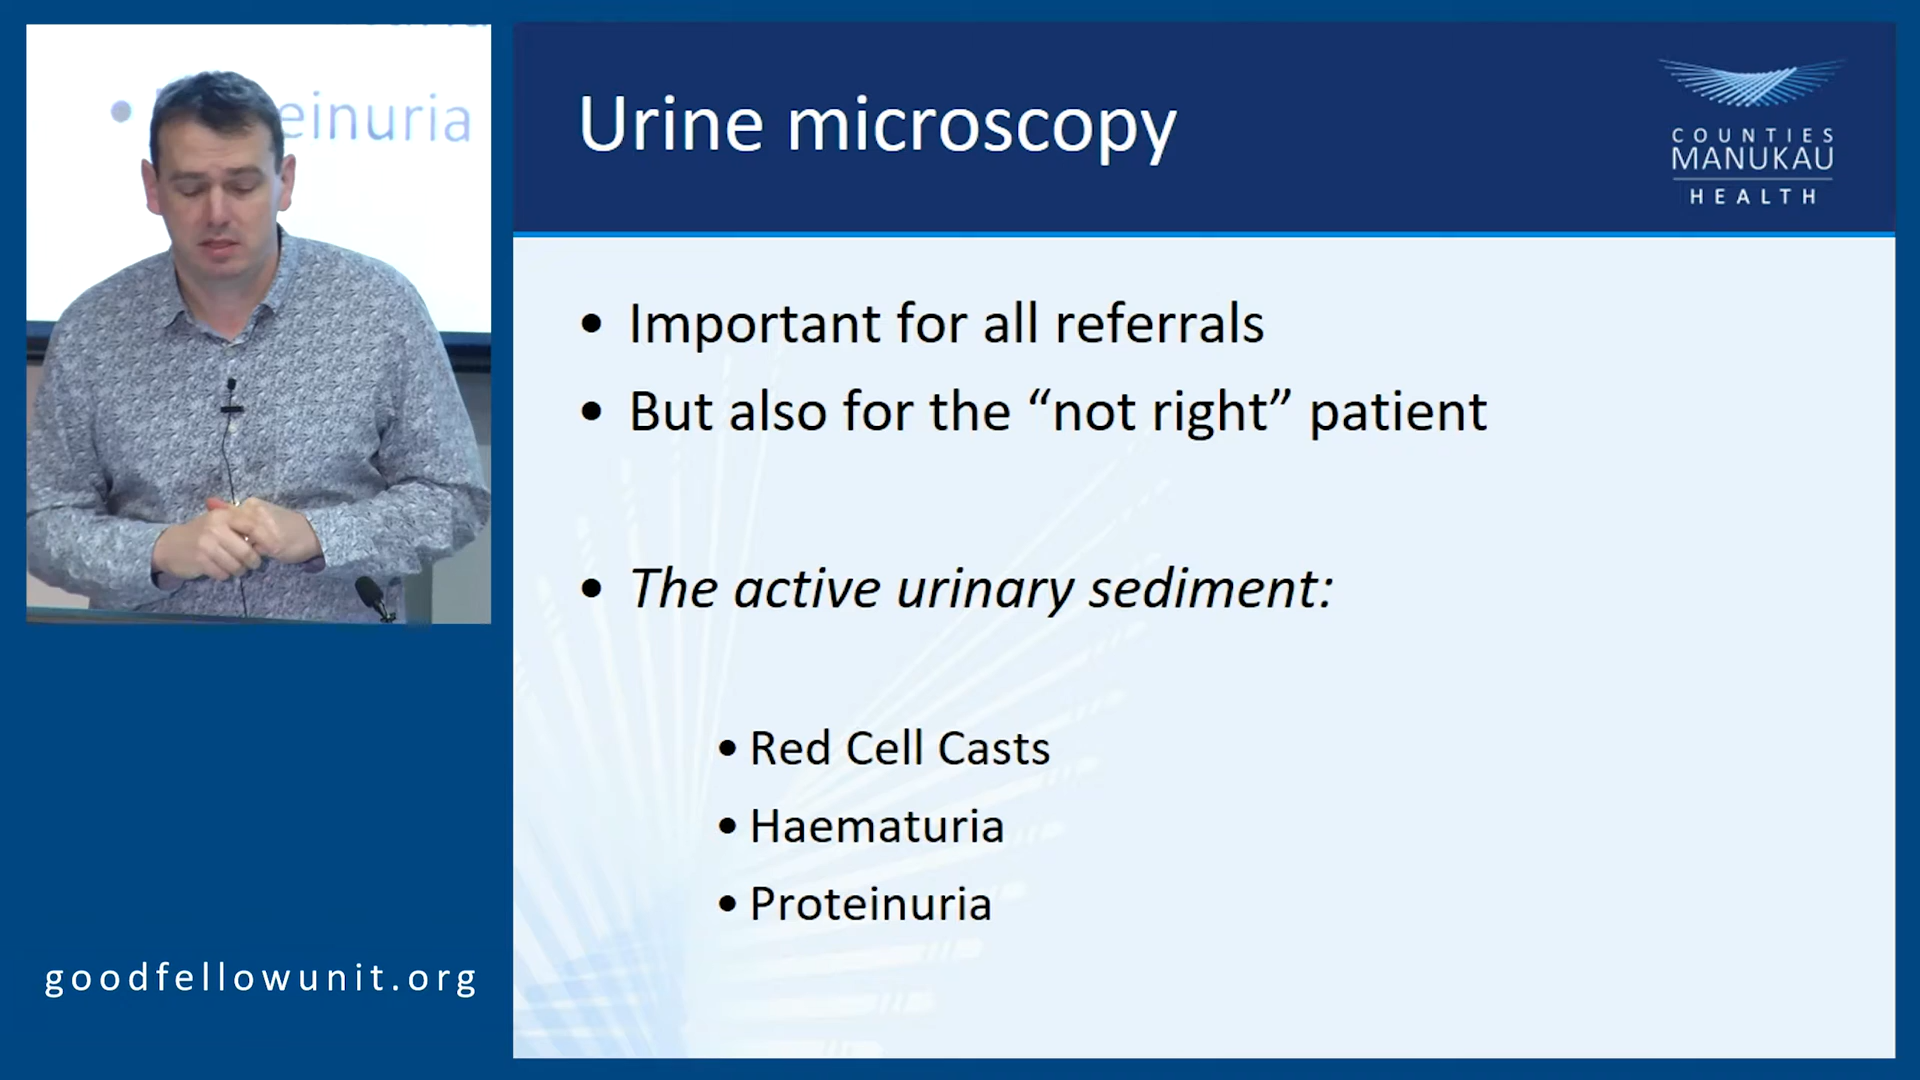 • einuria
goodfellowunit.org
Urine microscopy
COUNTIES
MANUKAU
HEALTH
• Important for all referrals
• But also for the “not right” patient
• The active urinary sediment:
• Red Cell Casts
• Haematuria
• Proteinuria